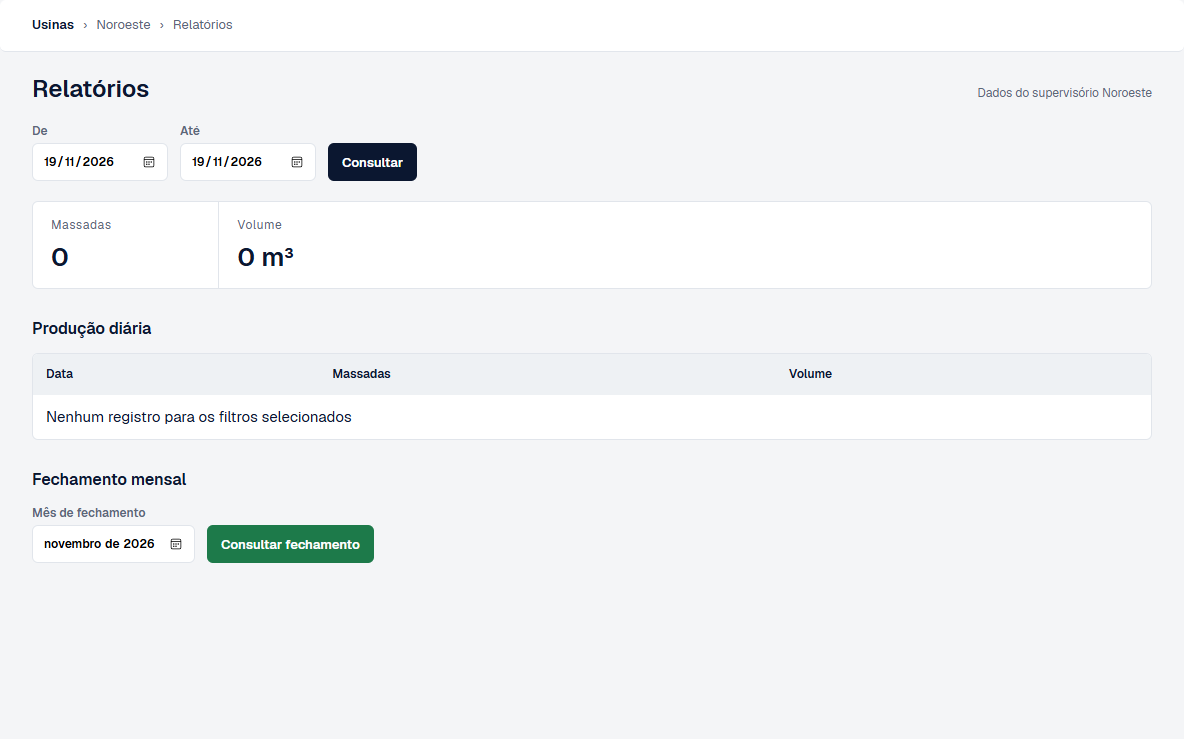 Usinas › Noroeste › Relatórios
Relatórios
Dados do supervisório Noroeste
De Até
19/11/2026 19/11/2026 Consultar
Massadas Volume
0 0 m³
Produção diária
Data Massadas Volume
Nenhum registro para os filtros selecionados
Fechamento mensal
Mês de fechamento
novembro de 2026 Consultar fechamento